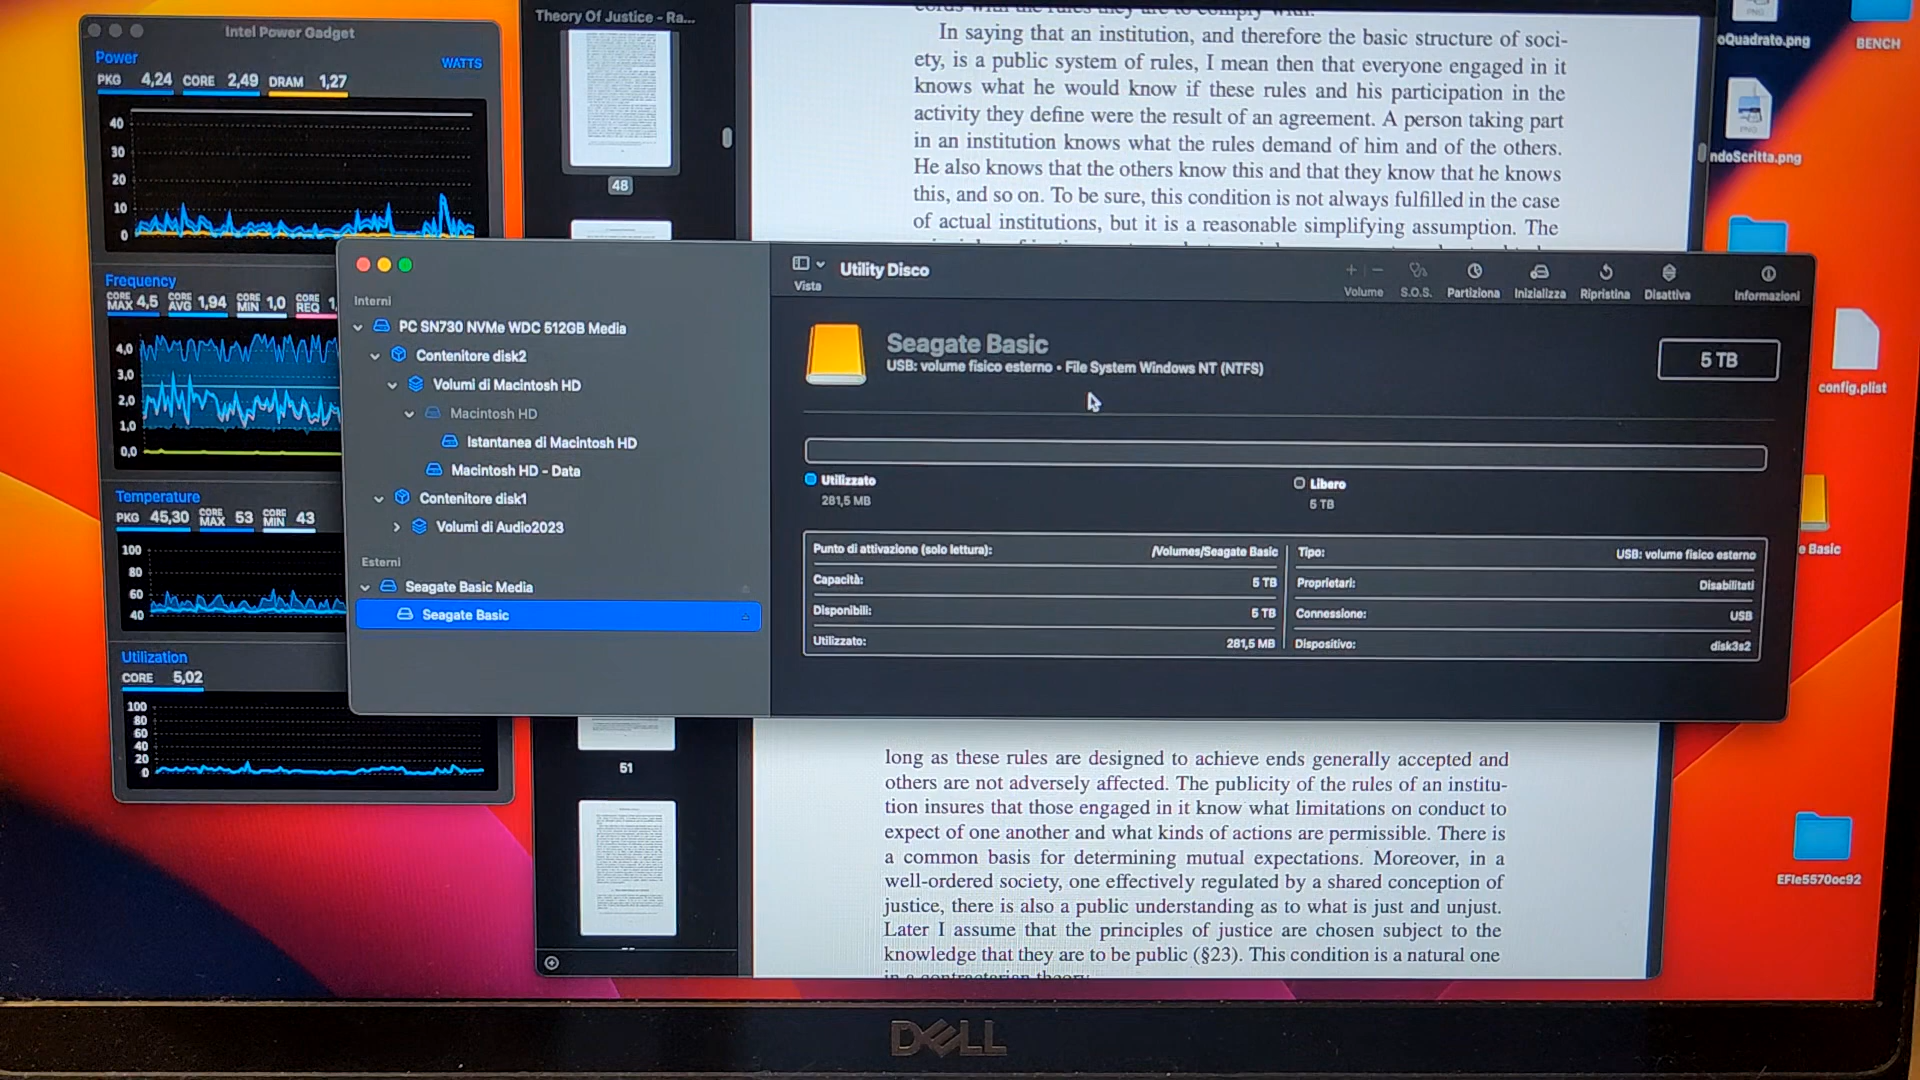 Intel Power Gadget
Power
WATTS
PKG 4,24 CORE 2,49 DRAM 1,27
40
30
20
10
0
Frequency
CORE MAX 4,5 CORE AVG 1,94 CORE MIN 1,0 CORE REQ 1,
4,0
3,0
2,0
1,0
0,0
Temperature
PKG 45,30 CORE MAX 53 CORE MIN 43
100
80
60
40
Utilization
CORE 5,02
100
80
60
40
20
0
Theory Of Justice - Ra...
48
51
In saying that an institution, and therefore the basic structure of soci-
ety, is a public system of rules, I mean then that everyone engaged in it
knows what he would know if these rules and his participation in the
activity they define were the result of an agreement. A person taking part
in an institution knows what the rules demand of him and of the others.
He also knows that the others know this and that they know that he knows
this, and so on. To be sure, this condition is not always fulfilled in the case
of actual institutions, but it is a reasonable simplifying assumption. The
Interni
PC SN730 NVMe WDC 512GB Media
Contenitore disk2
Volumi di Macintosh HD
Macintosh HD
Istantanea di Macintosh HD
Macintosh HD - Data
Contenitore disk1
Volumi di Audio2023
Esterni
Seagate Basic Media
Seagate Basic
Vista
Utility Disco
Volume
S.O.S.
Partiziona
Inizializza
Ripristina
Disattiva
Informazioni
Seagate Basic
USB: volume fisico esterno • File System Windows NT (NTFS)
5 TB
Utilizzato
281,5 MB
Libero
5 TB
Punto di attivazione (solo lettura): /Volumes/Seagate Basic
Capacità: 5 TB
Disponibili: 5 TB
Utilizzato: 281,5 MB
Tipo: USB: volume fisico esterno
Proprietari: Disabilitati
Connessione: USB
Dispositivo: disk3s2
long as these rules are designed to achieve ends generally accepted and
others are not adversely affected. The publicity of the rules of an institu-
tion insures that those engaged in it know what limitations on conduct to
expect of one another and what kinds of actions are permissible. There is
a common basis for determining mutual expectations. Moreover, in a
well-ordered society, one effectively regulated by a shared conception of
justice, there is also a public understanding as to what is just and unjust.
Later I assume that the principles of justice are chosen subject to the
knowledge that they are to be public (§23). This condition is a natural one
in a contractarian theory.
PNG
oQuadrato.png
BENCH
PNG
ndoScritta.png
config.plist
e Basic
EFIe5570oc92
DELL